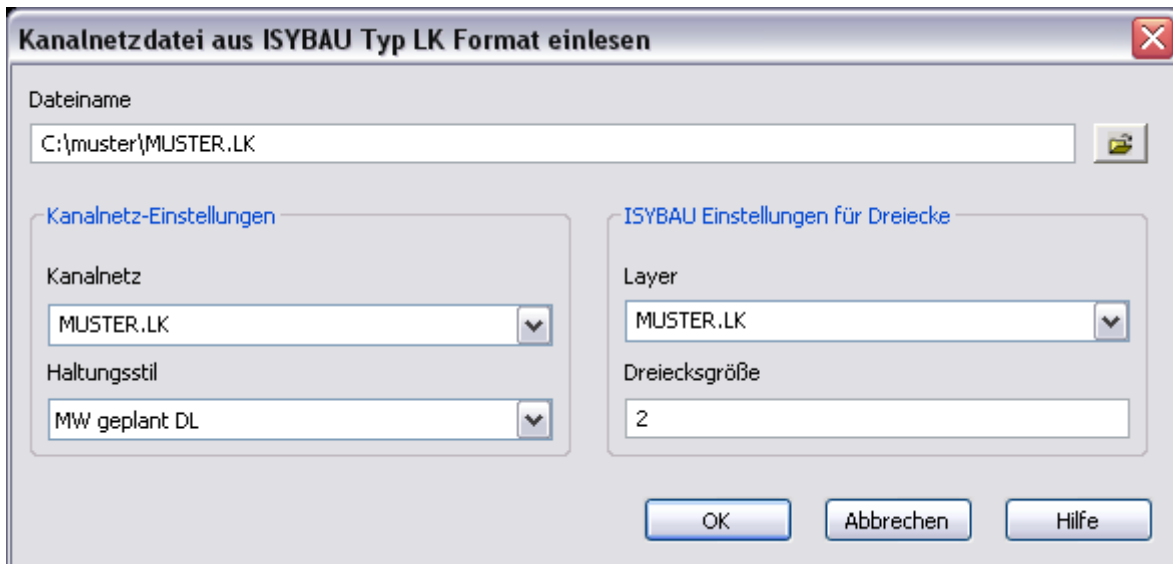 Kanalnetzdatei aus ISYBAU Typ LK Format einlesen
Dateiname
C:\muster\MUSTER.LK
Kanalnetz-Einstellungen
Kanalnetz
MUSTER.LK
Haltungsstil
MW geplant DL
ISYBAU Einstellungen für Dreiecke
Layer
MUSTER.LK
Dreiecksgröße
2
OK
Abbrechen
Hilfe